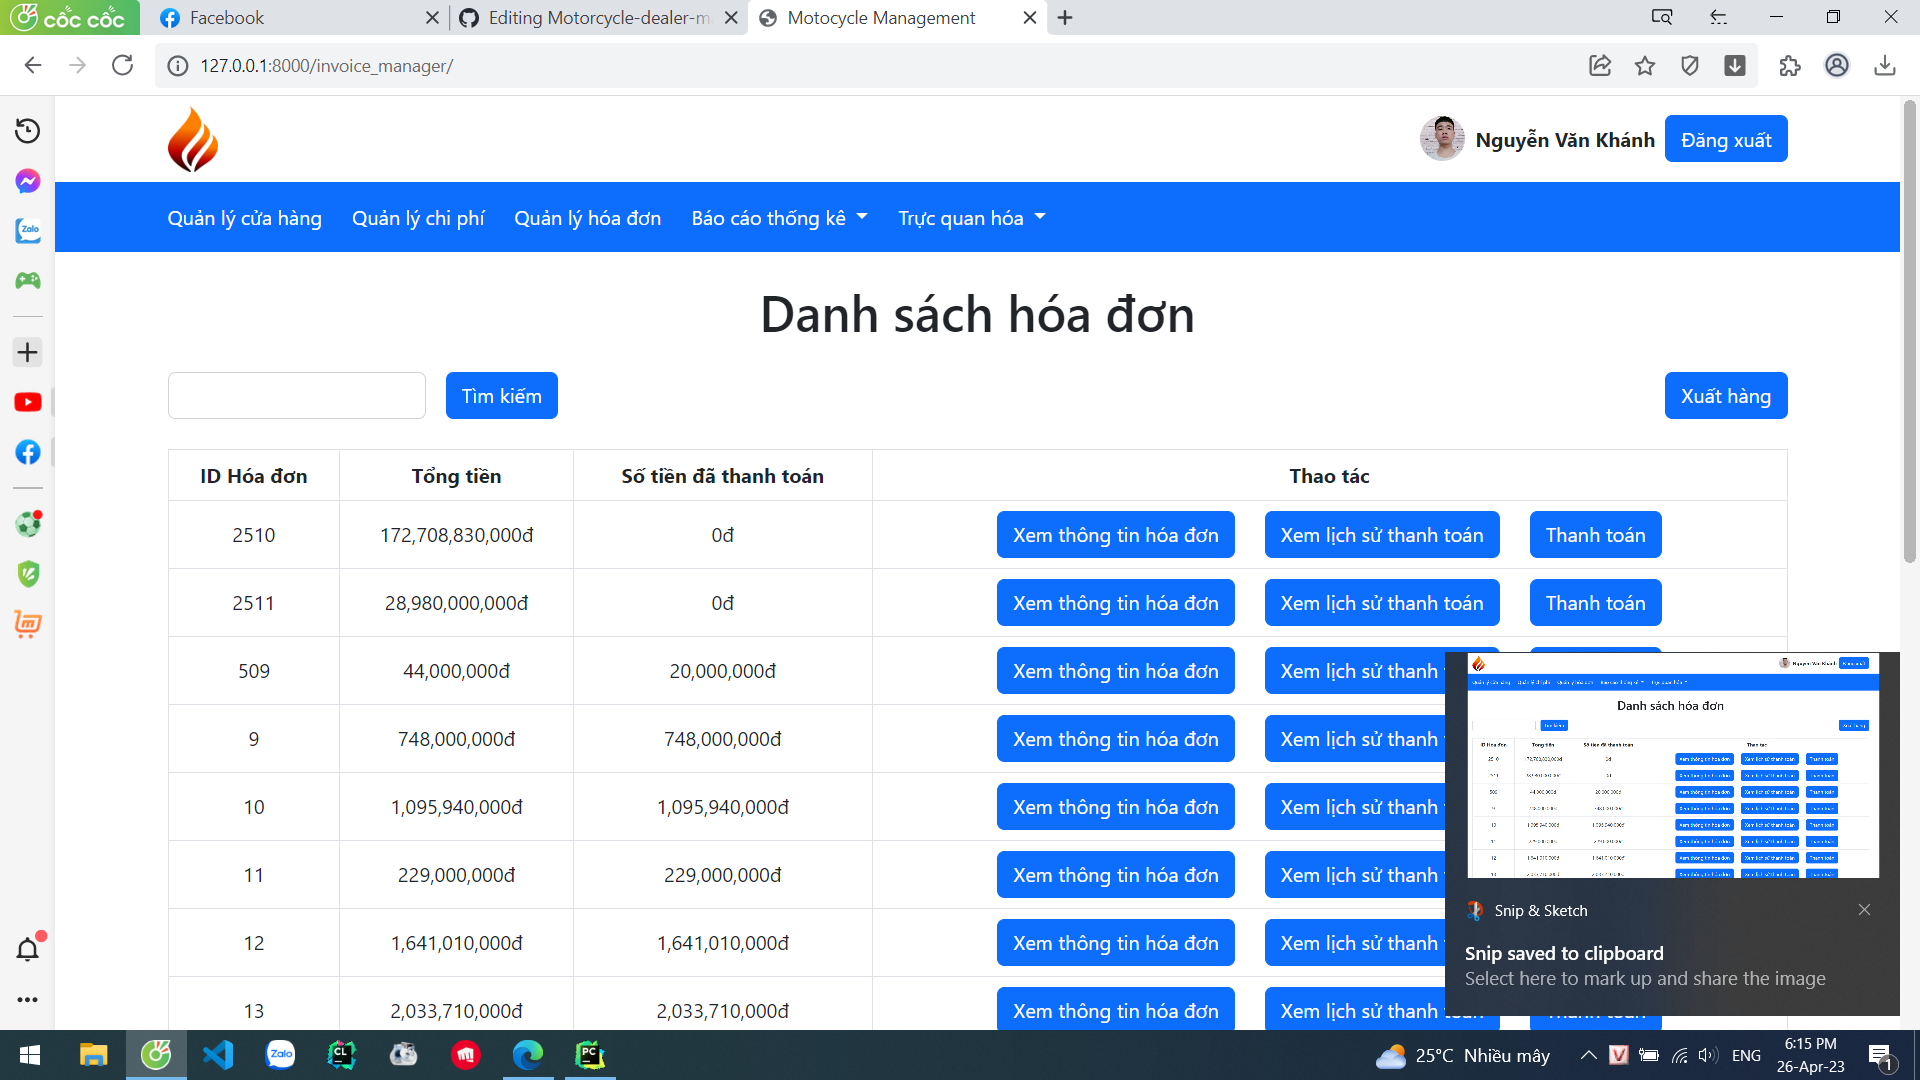 cốc cốc
Facebook
Editing Motorcycle-dealer-m
Motocycle Management
127.0.0.1:8000/invoice_manager/
Nguyễn Văn Khánh
Đăng xuất
Quản lý cửa hàng
Quản lý chi phí
Quản lý hóa đơn
Báo cáo thống kê
Trực quan hóa
Danh sách hóa đơn
Tìm kiếm
Xuất hàng
ID Hóa đơn Tổng tiền Số tiền đã thanh toán Thao tác
2510 172,708,830,000đ 0đ Xem thông tin hóa đơn Xem lịch sử thanh toán Thanh toán
2511 28,980,000,000đ 0đ Xem thông tin hóa đơn Xem lịch sử thanh toán Thanh toán
509 44,000,000đ 20,000,000đ Xem thông tin hóa đơn Xem lịch sử thanh
9 748,000,000đ 748,000,000đ Xem thông tin hóa đơn Xem lịch sử thanh
10 1,095,940,000đ 1,095,940,000đ Xem thông tin hóa đơn Xem lịch sử thanh
11 229,000,000đ 229,000,000đ Xem thông tin hóa đơn Xem lịch sử thanh
12 1,641,010,000đ 1,641,010,000đ Xem thông tin hóa đơn Xem lịch sử thanh
13 2,033,710,000đ 2,033,710,000đ Xem thông tin hóa đơn Xem lịch sử thanh
Danh sách hóa đơn
Snip & Sketch
Snip saved to clipboard
Select here to mark up and share the image
Zalo
Zalo
CL
PC
25°C Nhiều mây
V
ENG
6:15 PM
26-Apr-23
1